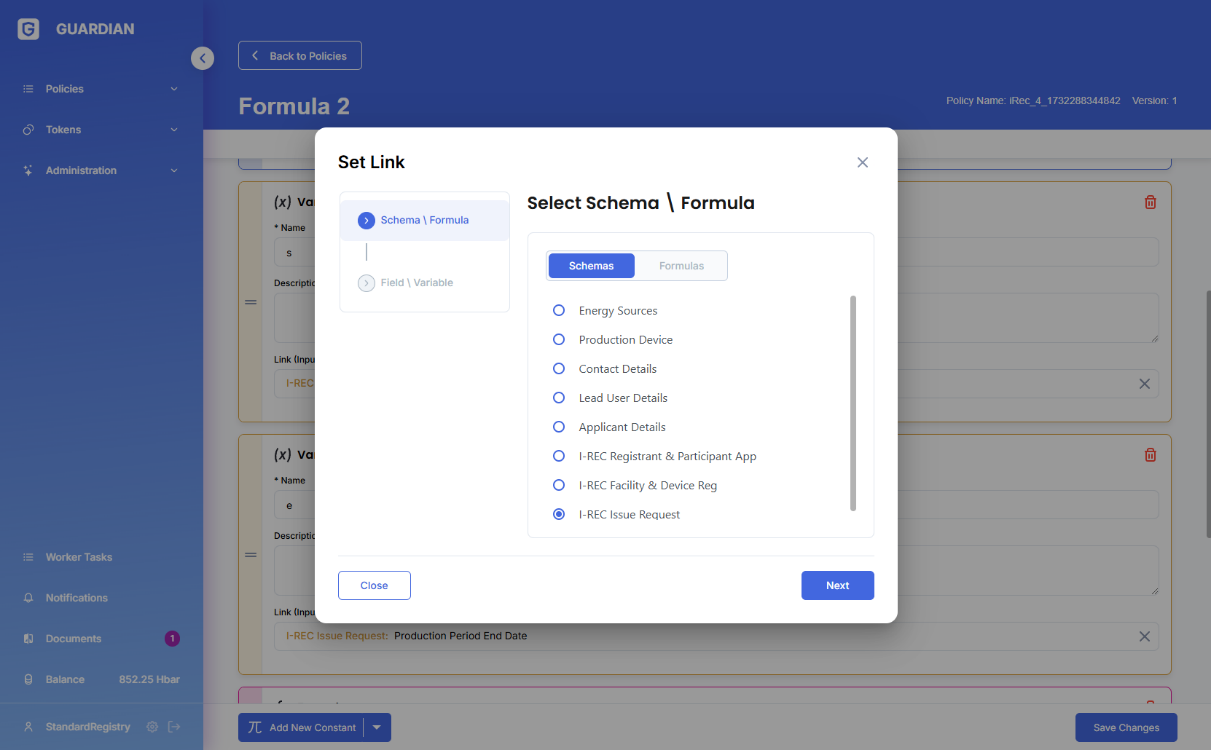 GUARDIAN
Policies
Tokens
Administration
Worker Tasks
Notifications
Documents 1
Balance 852.25 Hbar
StandardRegistry
Back to Policies
Formula 2
Policy Name: iRec_4_1732288344842 Version: 1
(x)
* Name
s
Link (Inpu
I-REC
(x)
* Name
e
Link (Inpu
I-REC Issue Request: Production Period End Date
Add New Constant
Save Changes
Set Link
Schema \ Formula
Field \ Variable
Select Schema \ Formula
Schemas Formulas
Energy Sources
Production Device
Contact Details
Lead User Details
Applicant Details
I-REC Registrant & Participant App
I-REC Facility & Device Reg
I-REC Issue Request
Close
Next